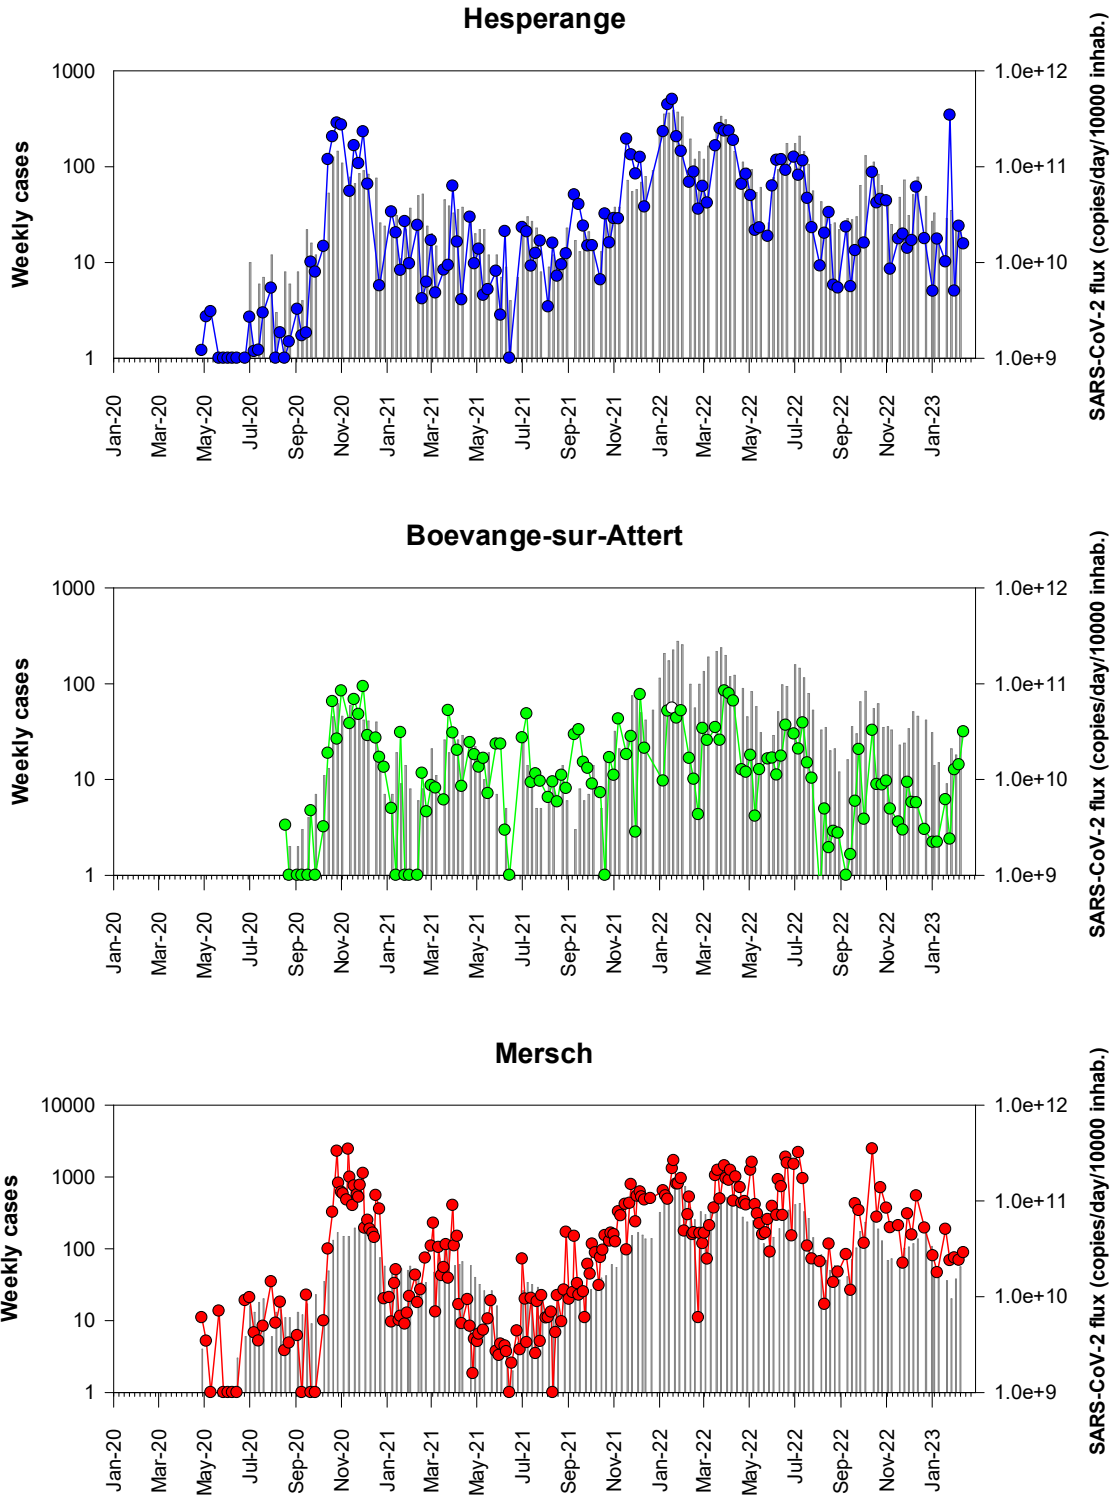 Hesperange
Weekly cases
SARS-CoV-2 flux (copies/day/10000 inhab.)
1000
100
10
1
1.0e+12
1.0e+11
1.0e+10
1.0e+9
Jan-20
Mar-20
May-20
Jul-20
Sep-20
Nov-20
Jan-21
Mar-21
May-21
Jul-21
Sep-21
Nov-21
Jan-22
Mar-22
May-22
Jul-22
Sep-22
Nov-22
Jan-23
Boevange-sur-Attert
Weekly cases
SARS-CoV-2 flux (copies/day/10000 inhab.)
1000
100
10
1
1.0e+12
1.0e+11
1.0e+10
1.0e+9
Jan-20
Mar-20
May-20
Jul-20
Sep-20
Nov-20
Jan-21
Mar-21
May-21
Jul-21
Sep-21
Nov-21
Jan-22
Mar-22
May-22
Jul-22
Sep-22
Nov-22
Jan-23
Mersch
Weekly cases
SARS-CoV-2 flux (copies/day/10000 inhab.)
10000
1000
100
10
1
1.0e+12
1.0e+11
1.0e+10
1.0e+9
Jan-20
Mar-20
May-20
Jul-20
Sep-20
Nov-20
Jan-21
Mar-21
May-21
Jul-21
Sep-21
Nov-21
Jan-22
Mar-22
May-22
Jul-22
Sep-22
Nov-22
Jan-23